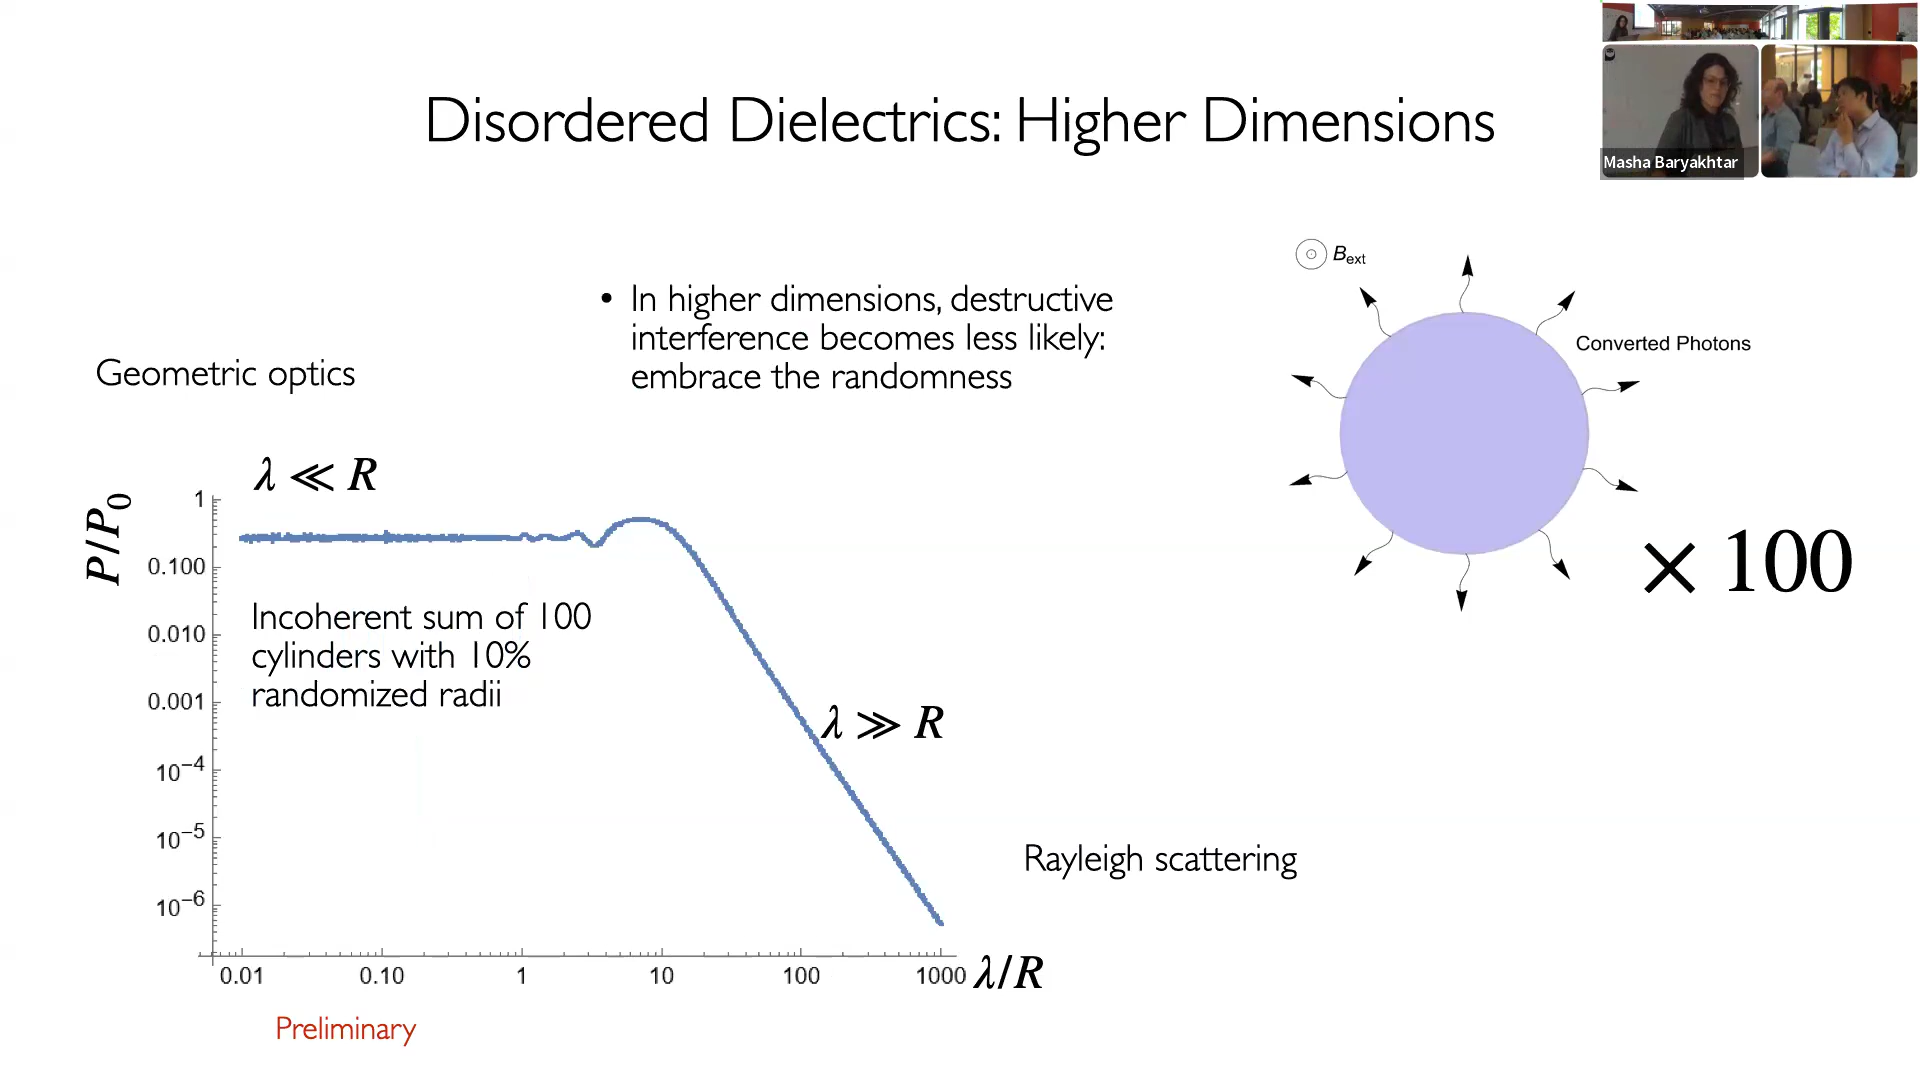 Disordered Dielectrics: Higher Dimensions
Masha Baryakhtar
• In higher dimensions, destructive
interference becomes less likely:
embrace the randomness
B_ext
Converted Photons
× 100
Geometric optics
λ ≪ R
P/P₀
1
0.100
0.010
0.001
10⁻⁴
10⁻⁵
10⁻⁶
Incoherent sum of 100
cylinders with 10%
randomized radii
λ ≫ R
Rayleigh scattering
0.01 0.10 1 10 100 1000 λ/R
Preliminary